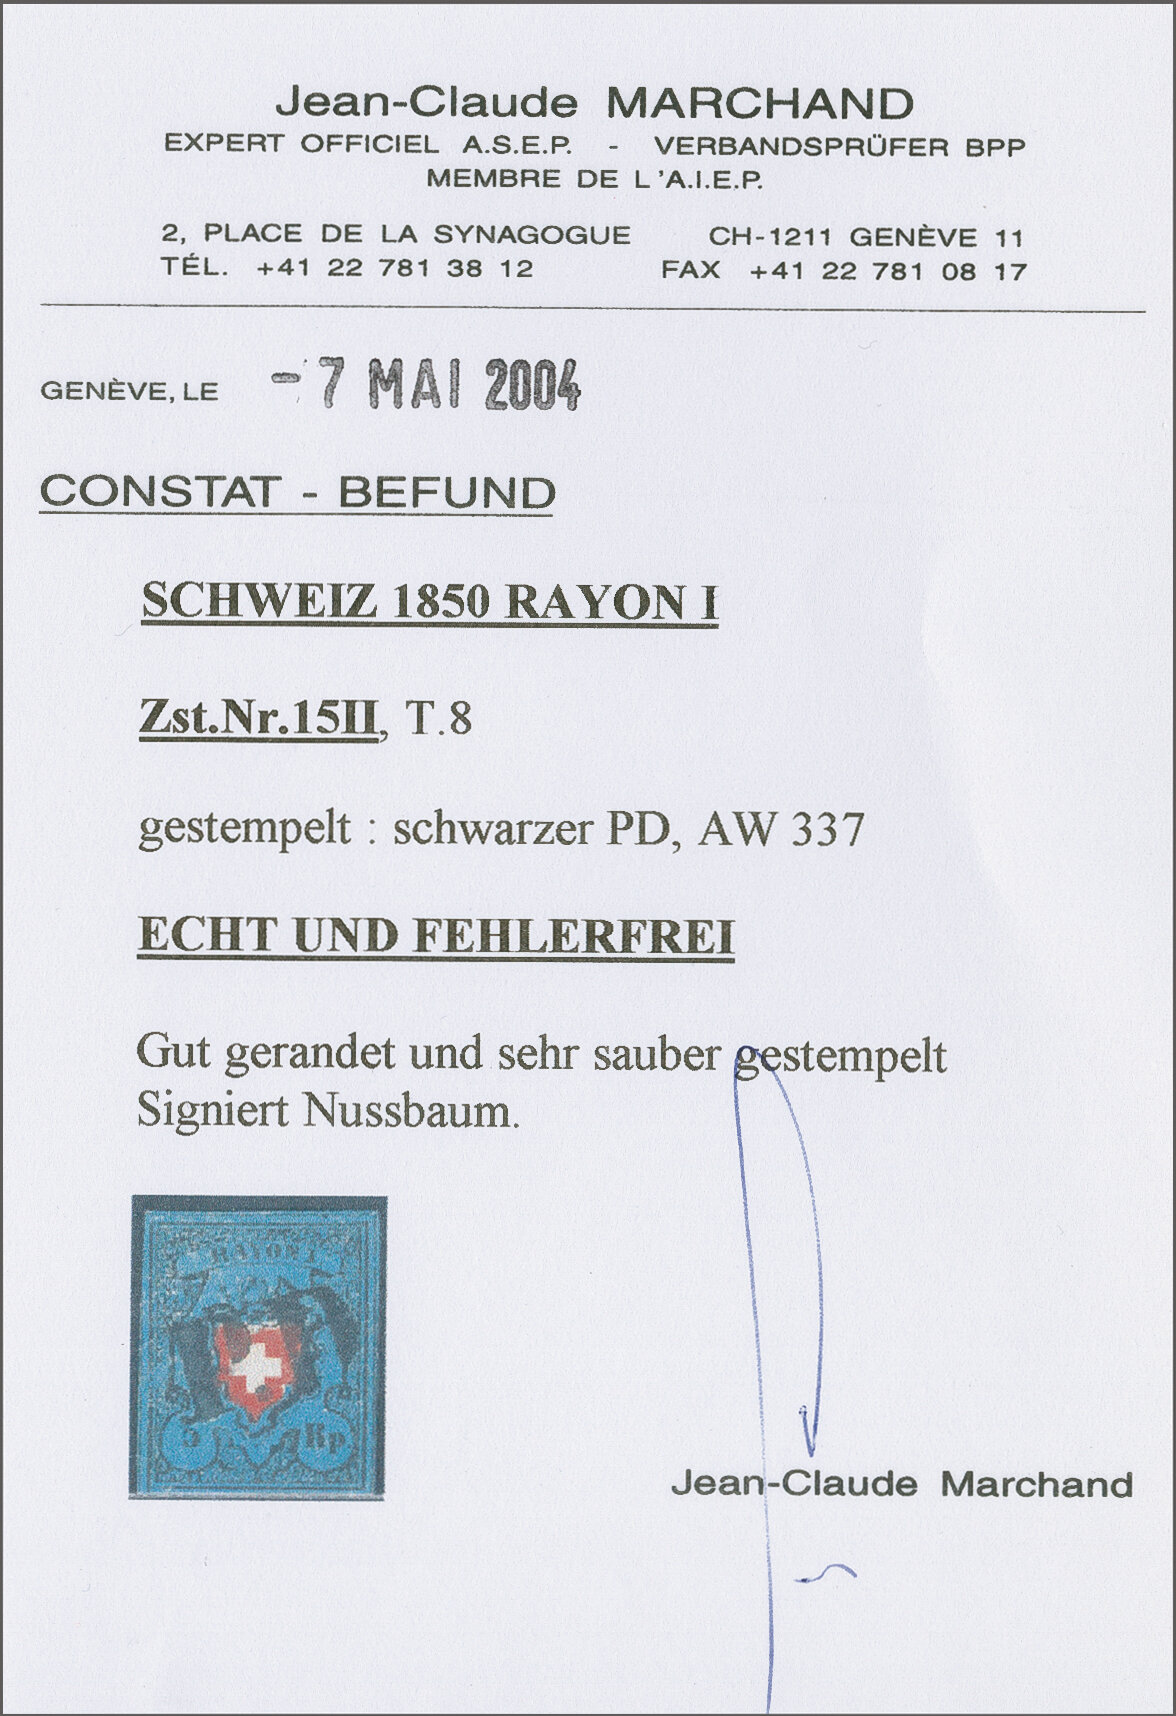 Jean-Claude MARCHAND
EXPERT OFFICIEL A.S.E.P. - VERBANDSPRÜFER BPP
MEMBRE DE L'A.I.E.P.
2, PLACE DE LA SYNAGOGUE CH-1211 GENÈVE 11
TÉL. +41 22 781 38 12 FAX +41 22 781 08 17
GENÈVE, LE - 7 MAI 2004
CONSTAT - BEFUND
SCHWEIZ 1850 RAYON I
Zst.Nr.15II, T.8
gestempelt : schwarzer PD, AW 337
ECHT UND FEHLERFREI
Gut gerandet und sehr sauber gestempelt
Signiert Nussbaum.
RAYON I
5 Rp.
Jean-Claude Marchand